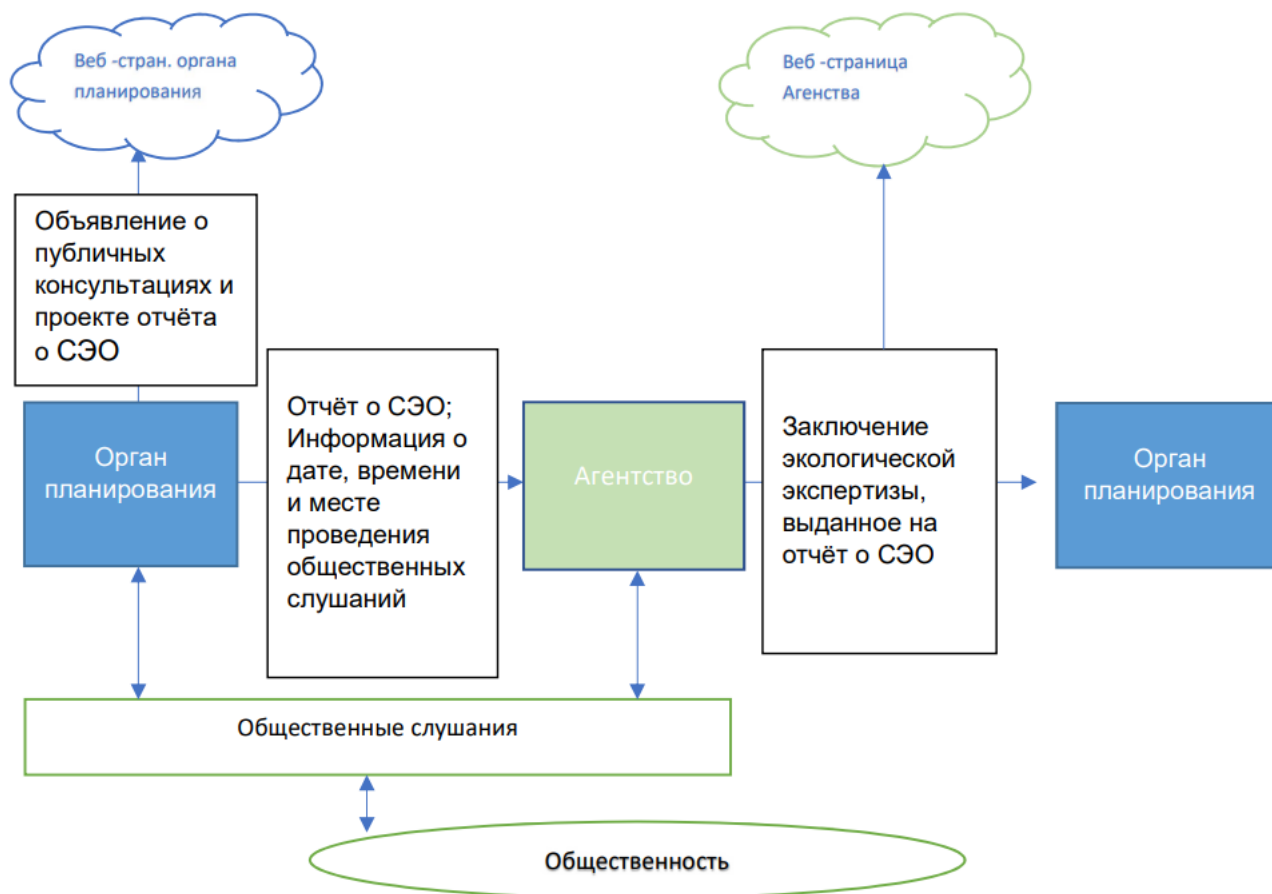 Веб -стран. органа
планирования
Веб -страница
Агенства
Объявление о
публичных
консультациях и
проекте отчёта
о СЭО
Орган
планирования
Отчёт о СЭО;
Информация о
дате, времени
и месте
проведения
общественных
слушаний
Агентство
Заключение
экологической
экспертизы,
выданное на
отчёт о СЭО
Орган
планирования
Общественные слушания
Общественность